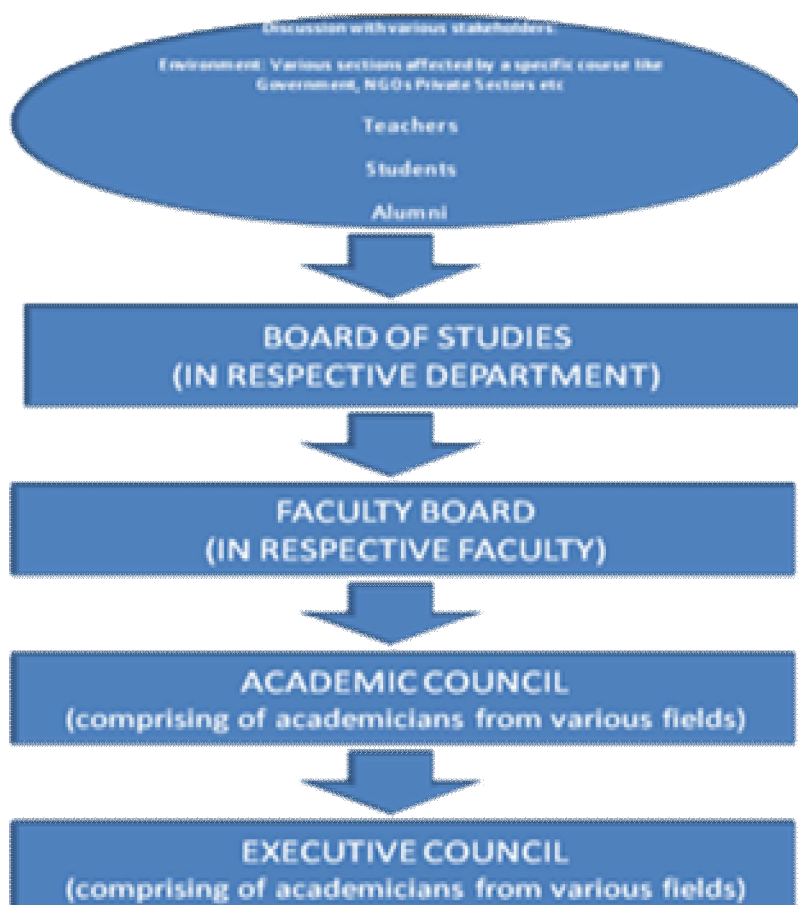 Discussion with various stakeholders
Environment: Various sections affected by a specific course like
Government, NGOs Private Sectors etc
Teachers
Students
Alumni
BOARD OF STUDIES
(IN RESPECTIVE DEPARTMENT)
FACULTY BOARD
(IN RESPECTIVE FACULTY)
ACADEMIC COUNCIL
(comprising of academicians from various fields)
EXECUTIVE COUNCIL
(comprising of academicians from various fields)